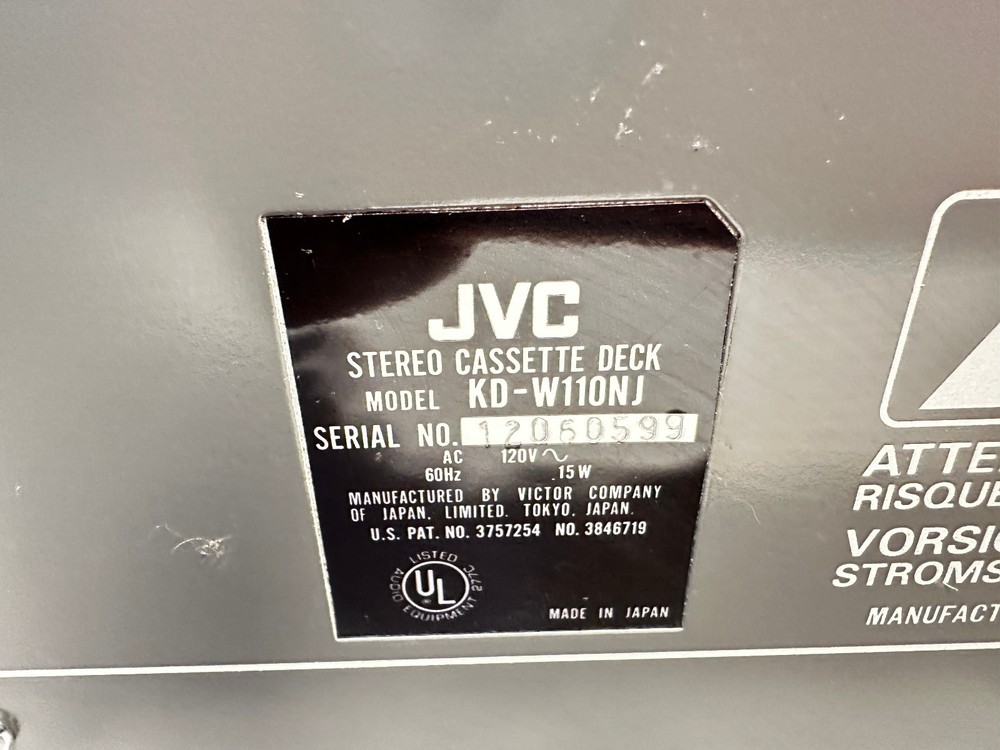 JVC
STEREO CASSETTE DECK
MODEL KD-W110NJ
SERIAL NO. 12060599
AC 120V ~
60Hz 15W
MANUFACTURED BY VICTOR COMPANY
OF JAPAN, LIMITED. TOKYO, JAPAN.
U.S. PAT. NO. 3757254 NO. 3846719
LISTED
UL
AUDIO EQUIPMENT 277C
MADE IN JAPAN
ATTE
RISQUE
VORSI
STROMS
MANUFACT